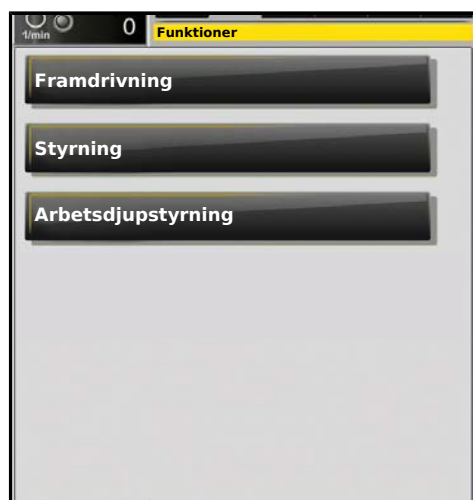 1/min 0 Funktioner
Framdrivning
Styrning
Arbetsdjupstyrning